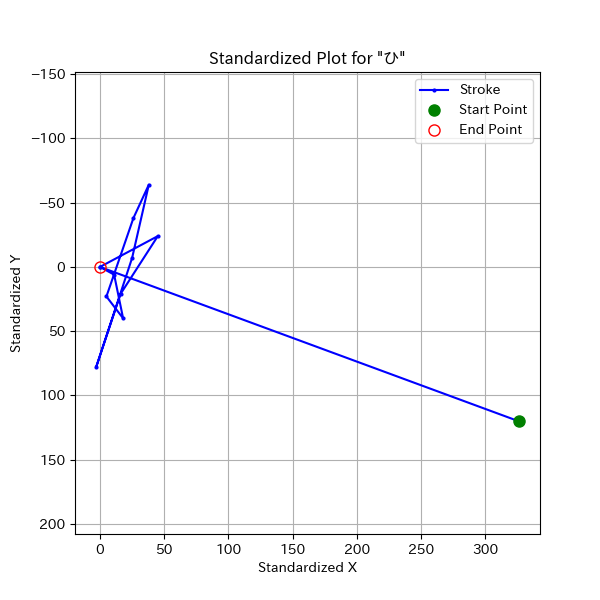 Standardized Plot for "ひ"
Stroke
Start Point
End Point
−150
−100
−50
0
50
100
150
200
Standardized Y
0 50 100 150 200 250 300
Standardized X